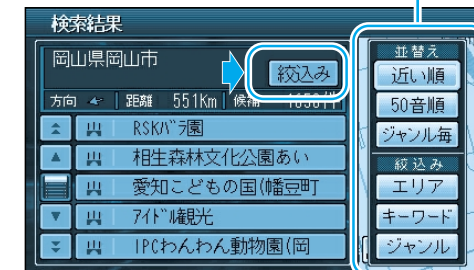 検索結果
岡山県岡山市
絞込み
方向 距離 551Km 候補
RSKﾊﾞﾗ園
相生森林文化公園あい
愛知こどもの国(幡豆町
ｱｲﾄﾞﾙ観光
IPCわんわん動物園(岡
並替え
近い順
50音順
ジャンル毎
絞込み
エリア
キーワード
ジャンル